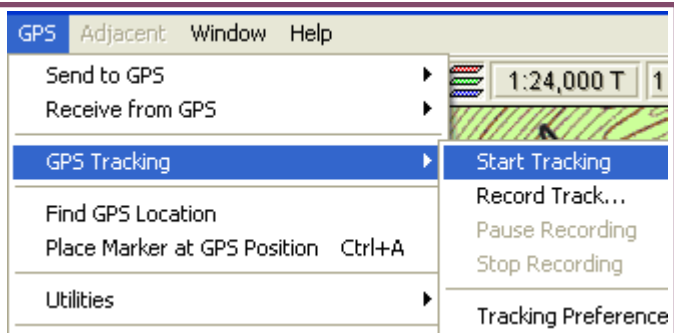 GPS Adjacent Window Help
Send to GPS
Receive from GPS
1:24,000 T 1
GPS Tracking
Start Tracking
Record Track...
Pause Recording
Stop Recording
Tracking Preference
Find GPS Location
Place Marker at GPS Position Ctrl+A
Utilities